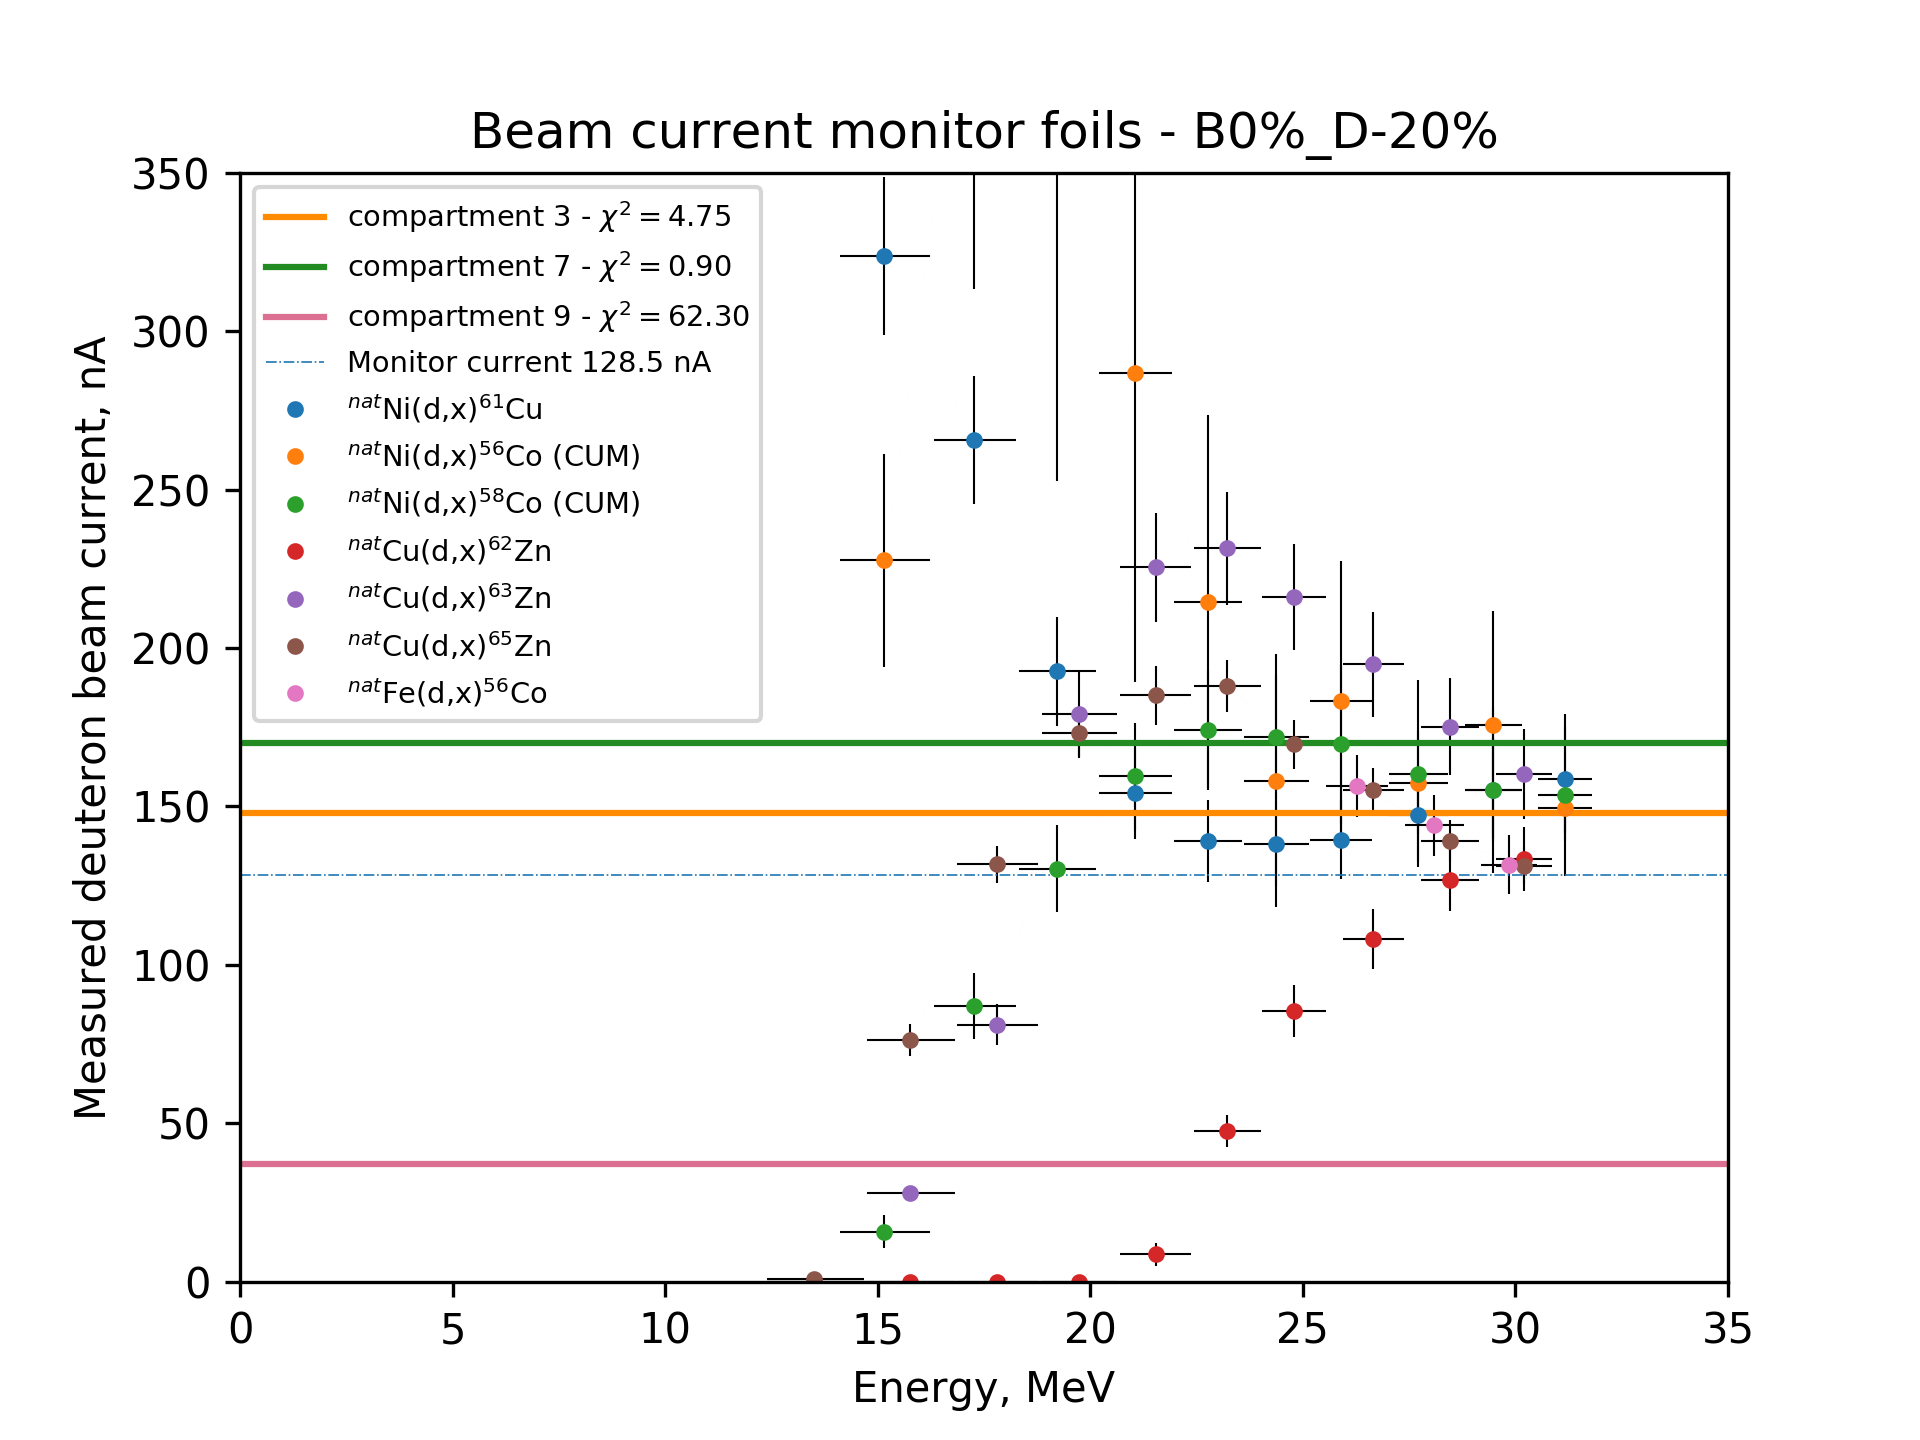 Beam current monitor foils - B0%_D-20%
Measured deuteron beam current, nA
350
300
250
200
150
100
50
0
compartment 3 - χ² = 4.75
compartment 7 - χ² = 0.90
compartment 9 - χ² = 62.30
Monitor current 128.5 nA
ⁿᵃᵗNi(d,x)⁶¹Cu
ⁿᵃᵗNi(d,x)⁵⁶Co (CUM)
ⁿᵃᵗNi(d,x)⁵⁸Co (CUM)
ⁿᵃᵗCu(d,x)⁶²Zn
ⁿᵃᵗCu(d,x)⁶³Zn
ⁿᵃᵗCu(d,x)⁶⁵Zn
ⁿᵃᵗFe(d,x)⁵⁶Co
0 5 10 15 20 25 30 35
Energy, MeV